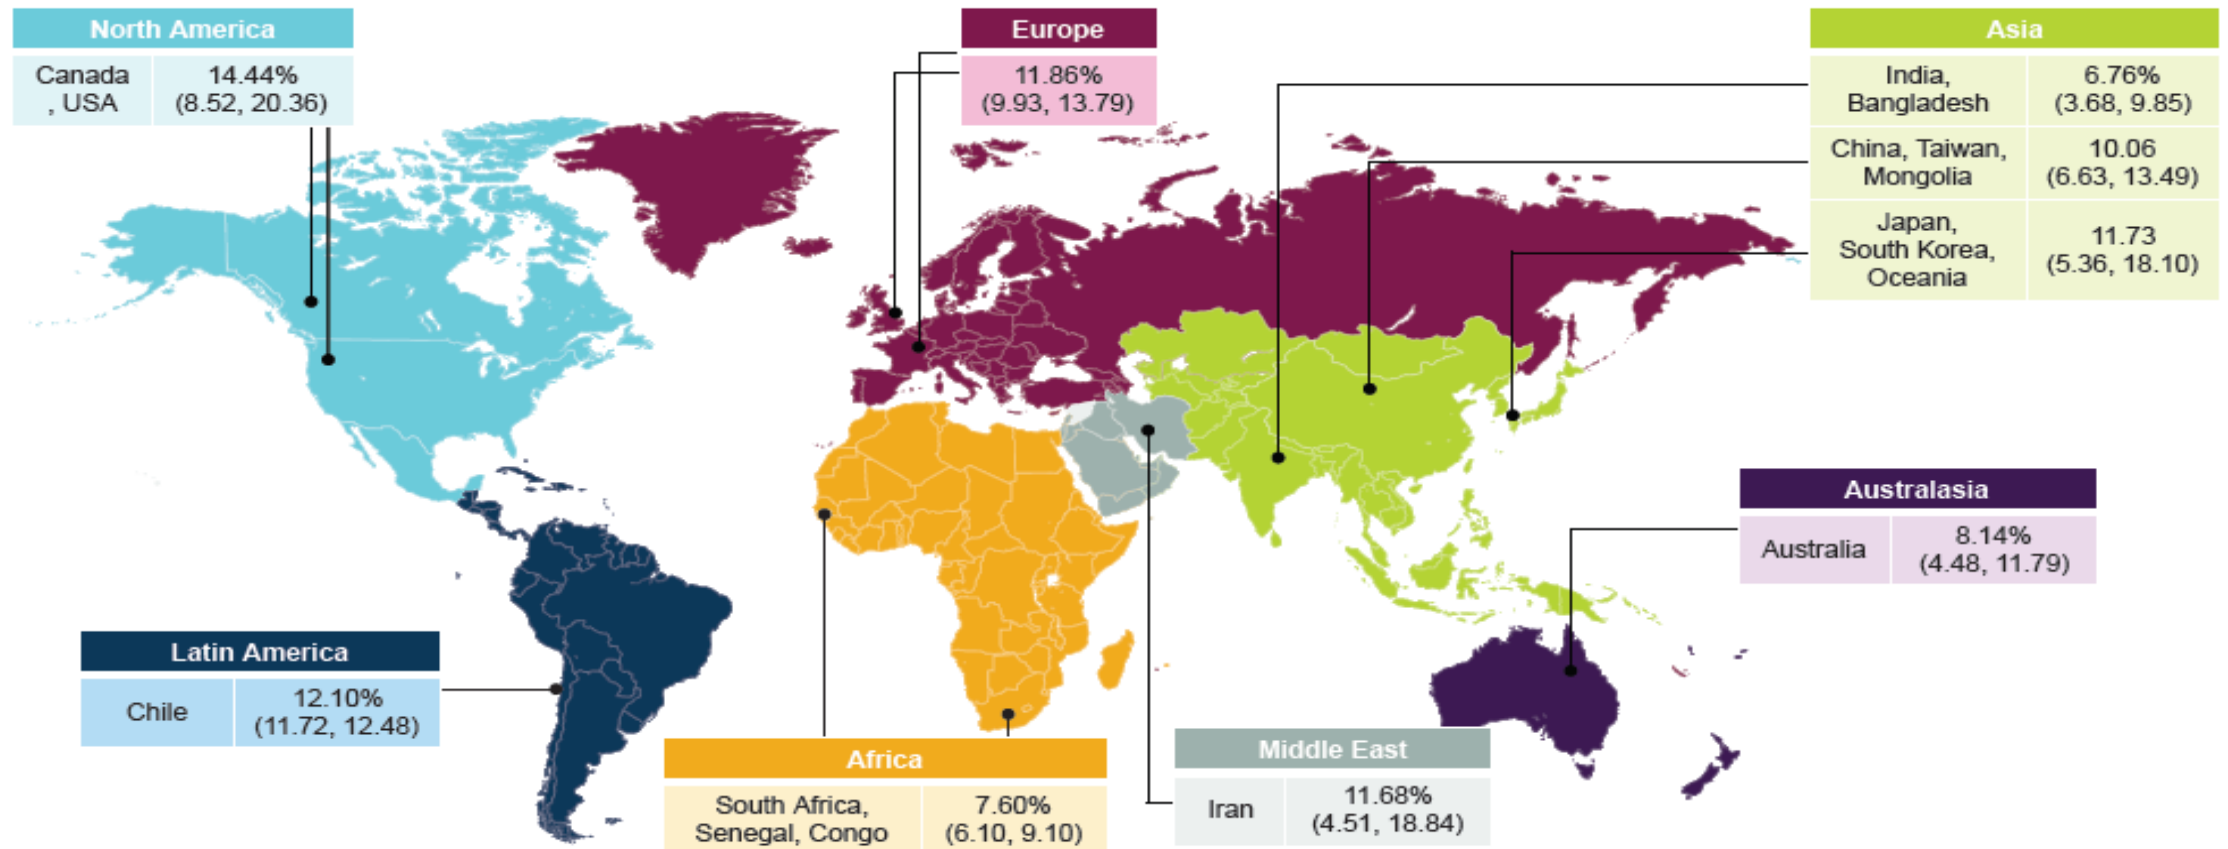 North America
Canada
, USA
14.44%
(8.52, 20.36)
Europe
11.86%
(9.93, 13.79)
Asia
India,
Bangladesh
6.76%
(3.68, 9.85)
China, Taiwan,
Mongolia
10.06
(6.63, 13.49)
Japan,
South Korea,
Oceania
11.73
(5.36, 18.10)
Australasia
Australia
8.14%
(4.48, 11.79)
Latin America
Chile
12.10%
(11.72, 12.48)
Africa
South Africa,
Senegal, Congo
7.60%
(6.10, 9.10)
Middle East
Iran
11.68%
(4.51, 18.84)